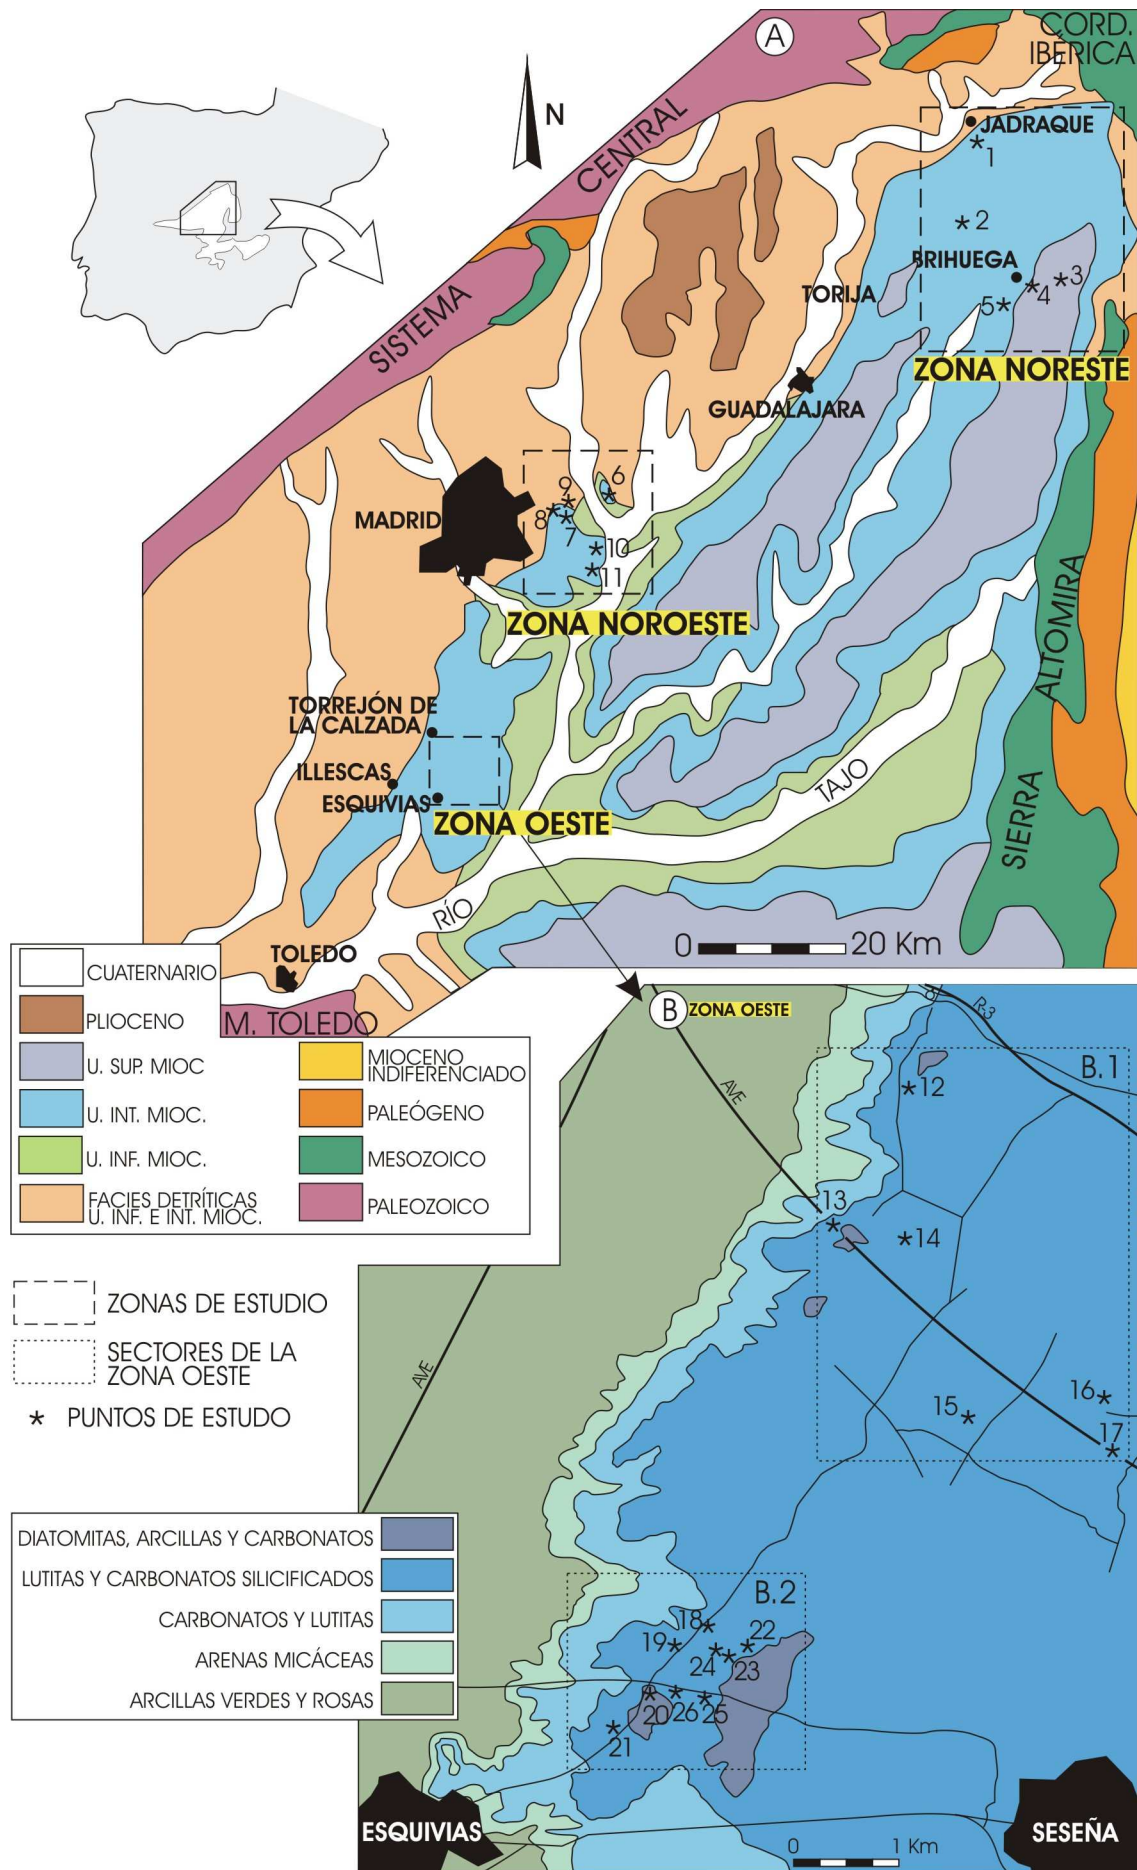 A
CORD.
IBÉRICA
N
CENTRAL
JADRAQUE
1
2
BRIHUEGA
3
4
5
TORIJA
SISTEMA
ZONA NORESTE
GUADALAJARA
6
9
MADRID
8
7
10
11
ZONA NOROESTE
ALTOMIRA
TORREJÓN DE
LA CALZADA
ILLESCAS
ESQUIVIAS
ZONA OESTE
TAJO
SIERRA
RÍO
0 20 Km
TOLEDO
M. TOLEDO
CUATERNARIO
PLIOCENO
U. SUP. MIOC
U. INT. MIOC.
U. INF. MIOC.
FACIES DETRÍTICAS
U. INF. E INT. MIOC.
MIOCENO
INDIFERENCIADO
PALEÓGENO
MESOZOICO
PALEOZOICO
ZONAS DE ESTUDIO
SECTORES DE LA
ZONA OESTE
PUNTOS DE ESTUDO
B
ZONA OESTE
R-3
B.1
AVE
12
13
14
AVE
15
16
17
DIATOMITAS, ARCILLAS Y CARBONATOS
LUTITAS Y CARBONATOS SILICIFICADOS
CARBONATOS Y LUTITAS
ARENAS MICÁCEAS
ARCILLAS VERDES Y ROSAS
B.2
18
19
22
24
23
20
26
25
21
ESQUIVIAS
SESEÑA
0 1 Km